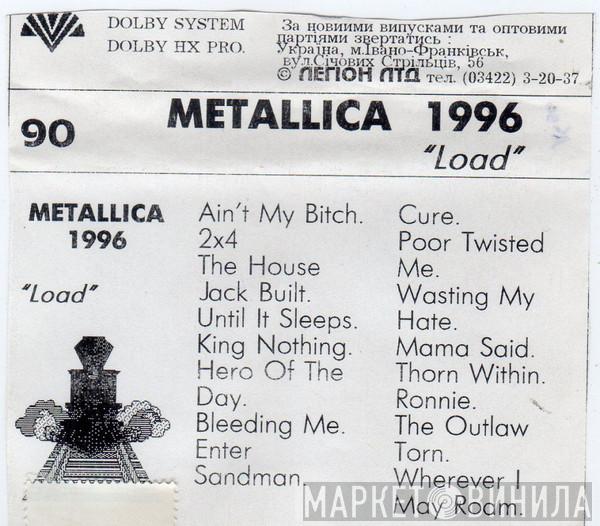 DOLBY SYSTEM
DOLBY HX PRO.
За новиими випусками та оптовими
партіями звертатись :
Україна, м.Івано-Франківськ,
вул.Січових Стрільців, 56
© ЛЕГІОН ЛТД тел. (03422) 3-20-37
90
METALLICA 1996
"Load"
METALLICA
1996
"Load"
Ain't My Bitch.
2x4
The House
Jack Built.
Until It Sleeps.
King Nothing.
Hero Of The
Day.
Bleeding Me.
Enter
Sandman.
Cure.
Poor Twisted
Me.
Wasting My
Hate.
Mama Said.
Thorn Within.
Ronnie.
The Outlaw
Torn.
Wherever I
May Roam.
МАРКЕТ ВИНИЛА